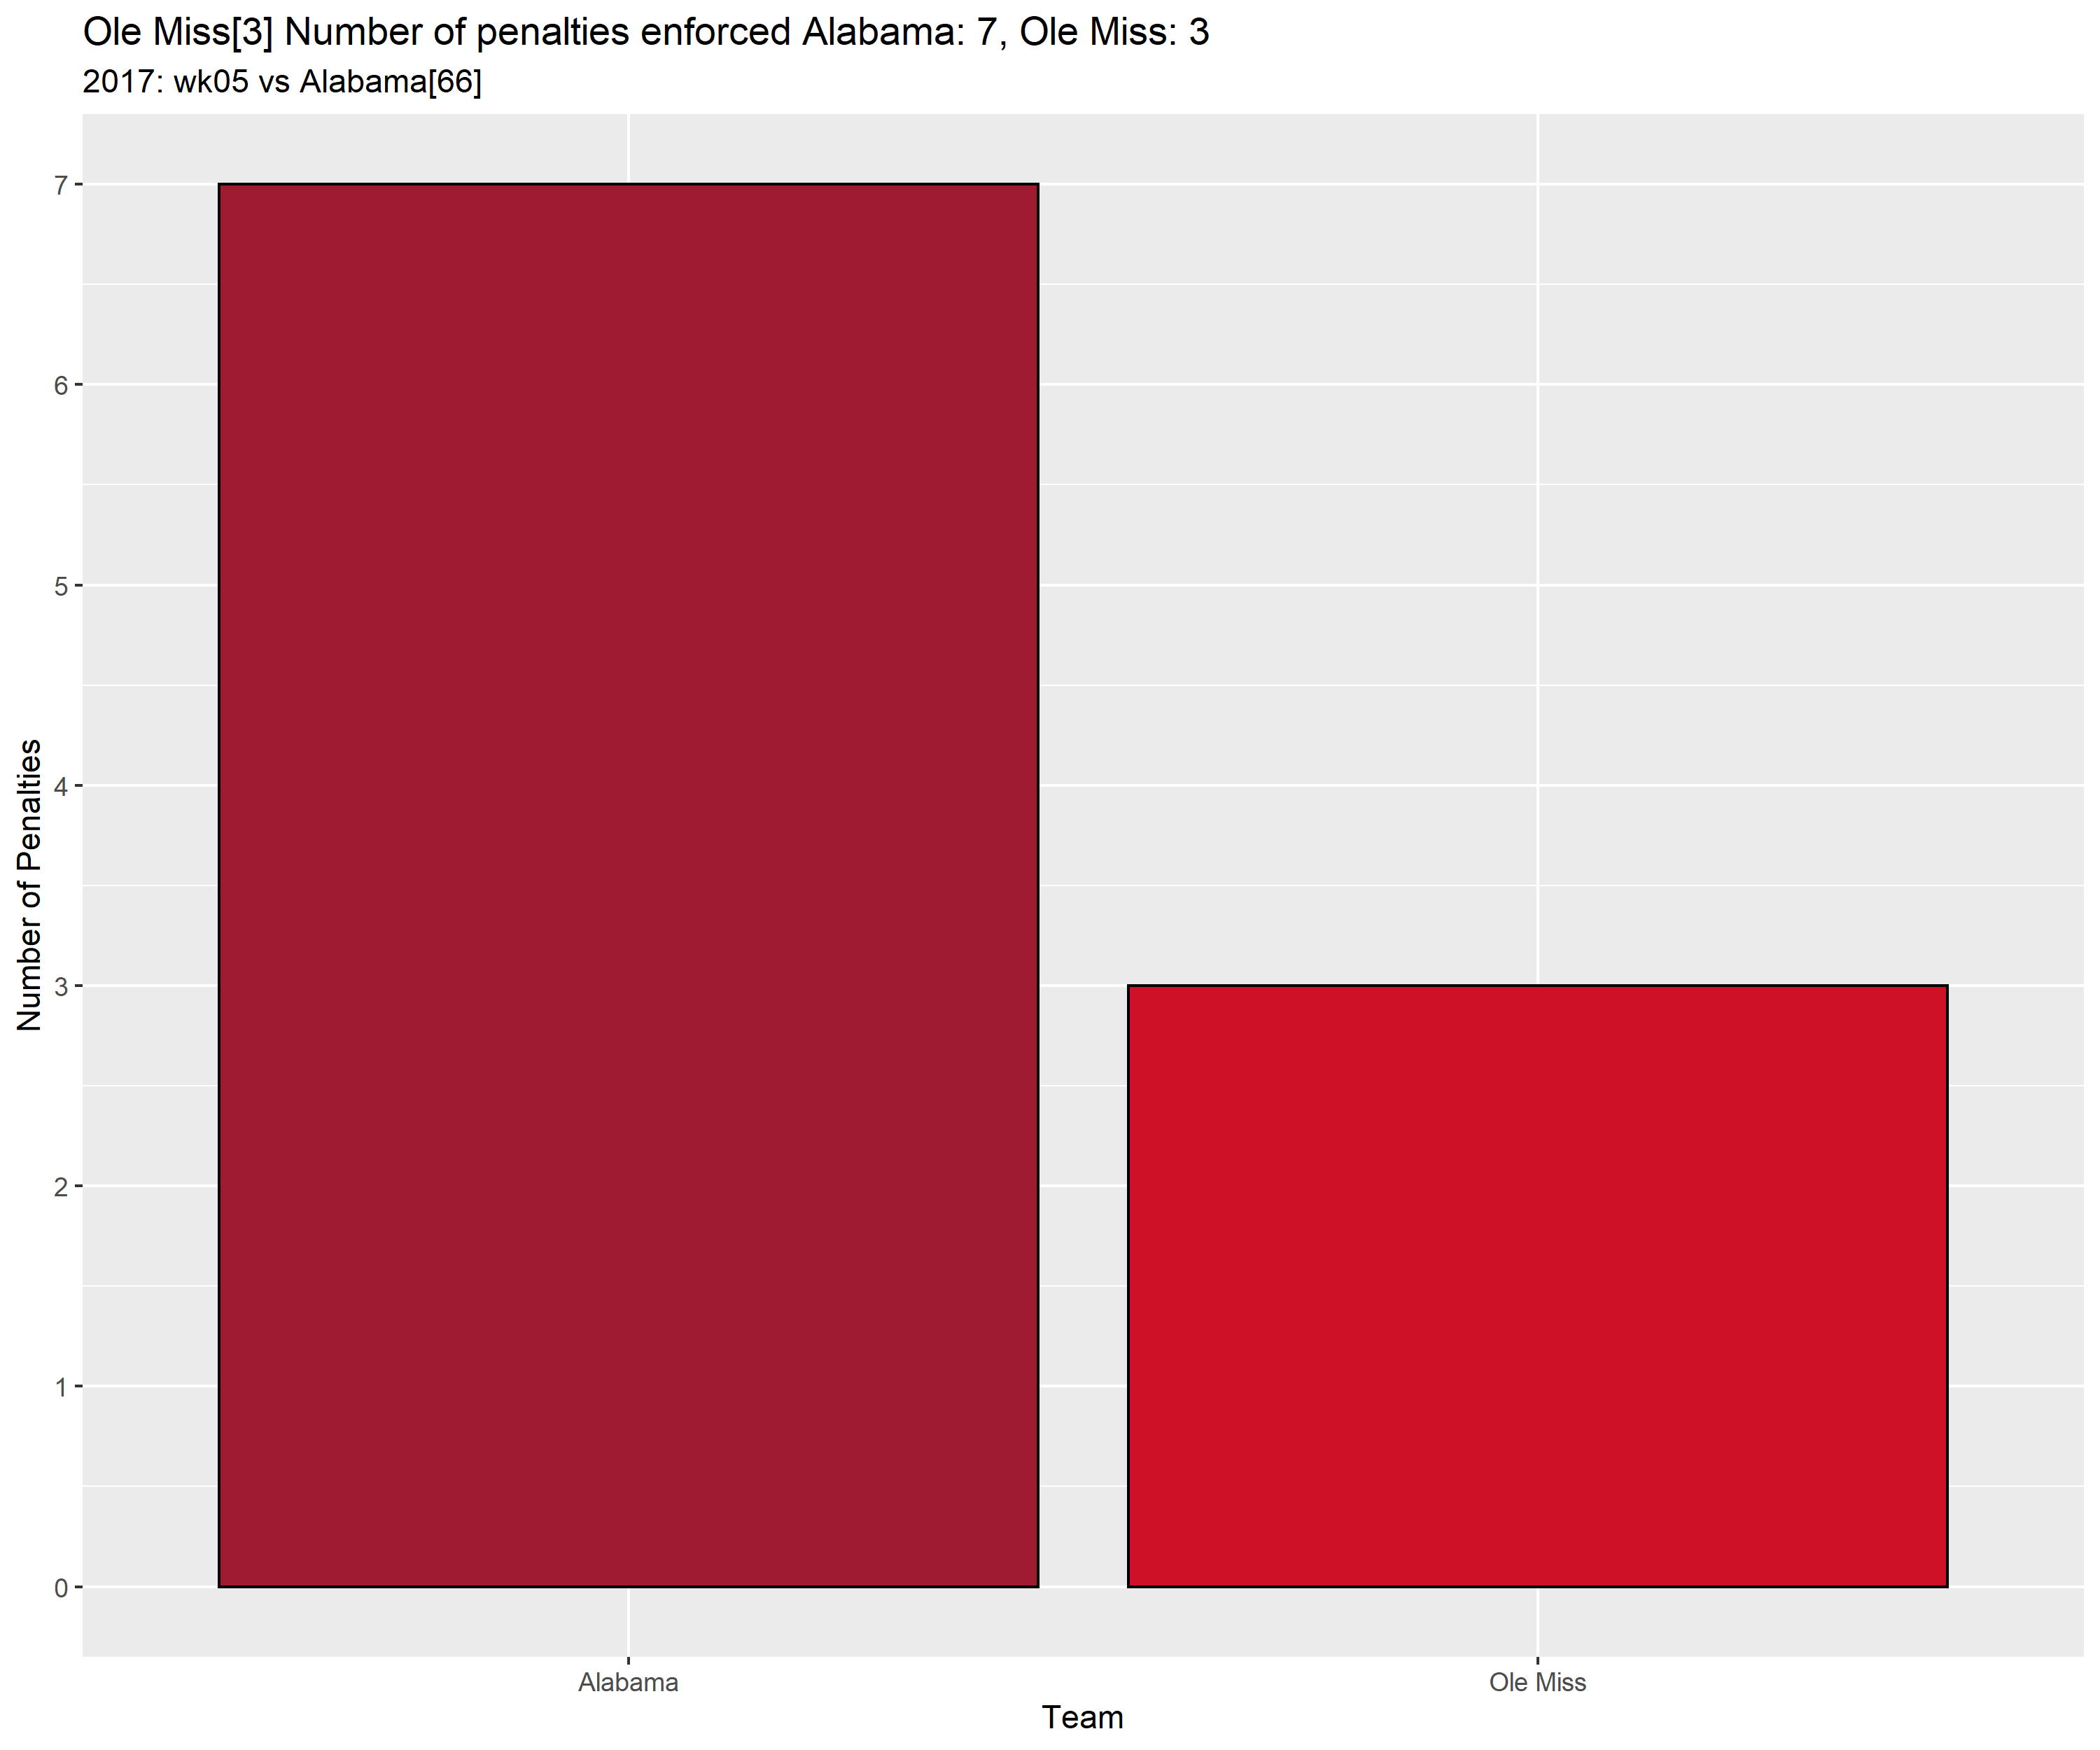 Ole Miss[3] Number of penalties enforced Alabama: 7, Ole Miss: 3
2017: wk05 vs Alabama[66]
Number of Penalties
7
6
5
4
3
2
1
0
Alabama
Ole Miss
Team